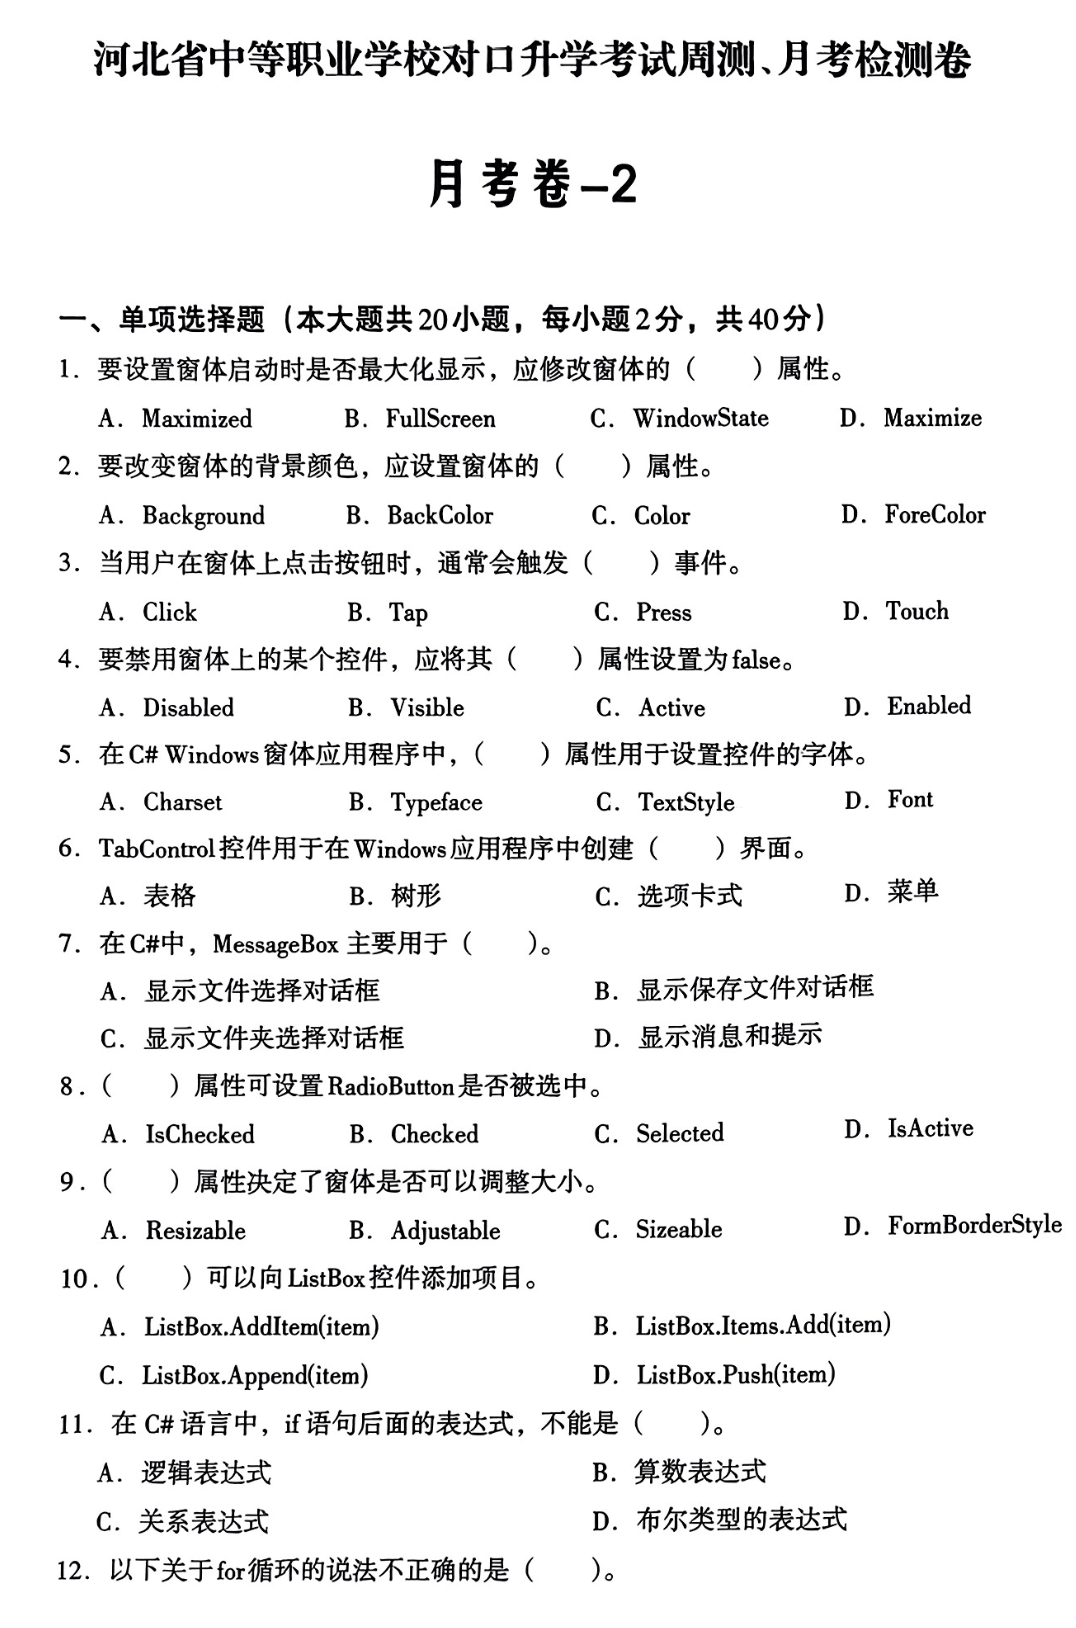 河北省中等职业学校对口升学考试周测、月考检测卷
月考卷–2
一、单项选择题（本大题共20小题，每小题2分，共40分）
1. 要设置窗体启动时是否最大化显示，应修改窗体的（　　）属性。
A. Maximized B. FullScreen C. WindowState D. Maximize
2. 要改变窗体的背景颜色，应设置窗体的（　　）属性。
A. Background B. BackColor C. Color D. ForeColor
3. 当用户在窗体上点击按钮时，通常会触发（　　）事件。
A. Click B. Tap C. Press D. Touch
4. 要禁用窗体上的某个控件，应将其（　　）属性设置为false。
A. Disabled B. Visible C. Active D. Enabled
5. 在C# Windows窗体应用程序中，（　　）属性用于设置控件的字体。
A. Charset B. Typeface C. TextStyle D. Font
6. TabControl控件用于在Windows应用程序中创建（　　）界面。
A. 表格 B. 树形 C. 选项卡式 D. 菜单
7. 在C#中，MessageBox 主要用于（　　）。
A. 显示文件选择对话框 B. 显示保存文件对话框
C. 显示文件夹选择对话框 D. 显示消息和提示
8.（　　）属性可设置RadioButton是否被选中。
A. IsChecked B. Checked C. Selected D. IsActive
9.（　　）属性决定了窗体是否可以调整大小。
A. Resizable B. Adjustable C. Sizeable D. FormBorderStyle
10.（　　）可以向ListBox控件添加项目。
A. ListBox.AddItem(item) B. ListBox.Items.Add(item)
C. ListBox.Append(item) D. ListBox.Push(item)
11. 在 C# 语言中，if 语句后面的表达式，不能是（　　）。
A. 逻辑表达式 B. 算数表达式
C. 关系表达式 D. 布尔类型的表达式
12. 以下关于for循环的说法不正确的是（　　）。